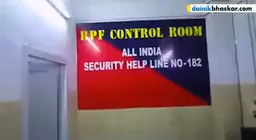 dainikbhaskar.com
RPF CONTROL ROOM
ALL INDIA
SECURITY HELP LINE NO-182